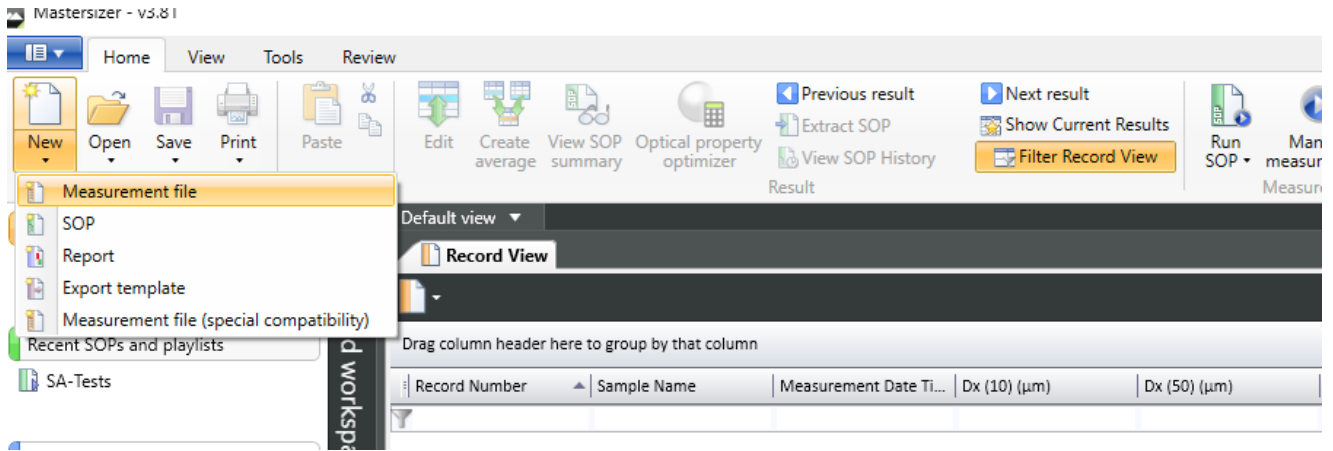 Mastersizer - v3.81
Home View Tools Review
New Open Save Print Paste Edit Create average View SOP summary Optical property optimizer
Previous result
Extract SOP
View SOP History
Next result
Show Current Results
Filter Record View
Run SOP
Result
Measurement file
SOP
Report
Export template
Measurement file (special compatibility)
Default view
Record View
Recent SOPs and playlists
SA-Tests
Drag column header here to group by that column
Record Number Sample Name Measurement Date Ti... Dx (10) (µm) Dx (50) (µm)